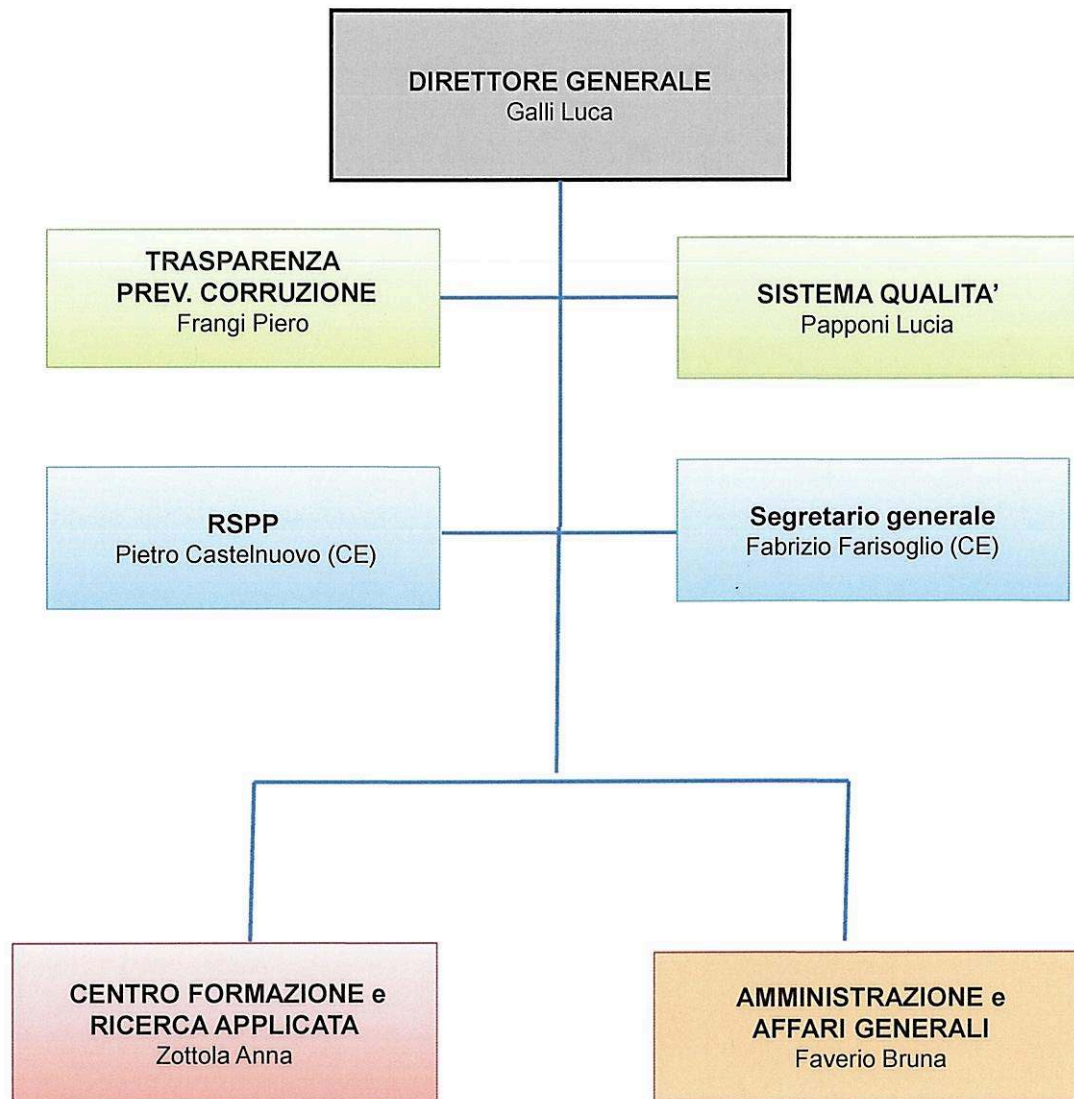 DIRETTORE GENERALE
Galli Luca
TRASPARENZA
PREV. CORRUZIONE
Frangi Piero
SISTEMA QUALITA’
Papponi Lucia
RSPP
Pietro Castelnuovo (CE)
Segretario generale
Fabrizio Farisoglio (CE)
CENTRO FORMAZIONE e
RICERCA APPLICATA
Zottola Anna
AMMINISTRAZIONE e
AFFARI GENERALI
Faverio Bruna